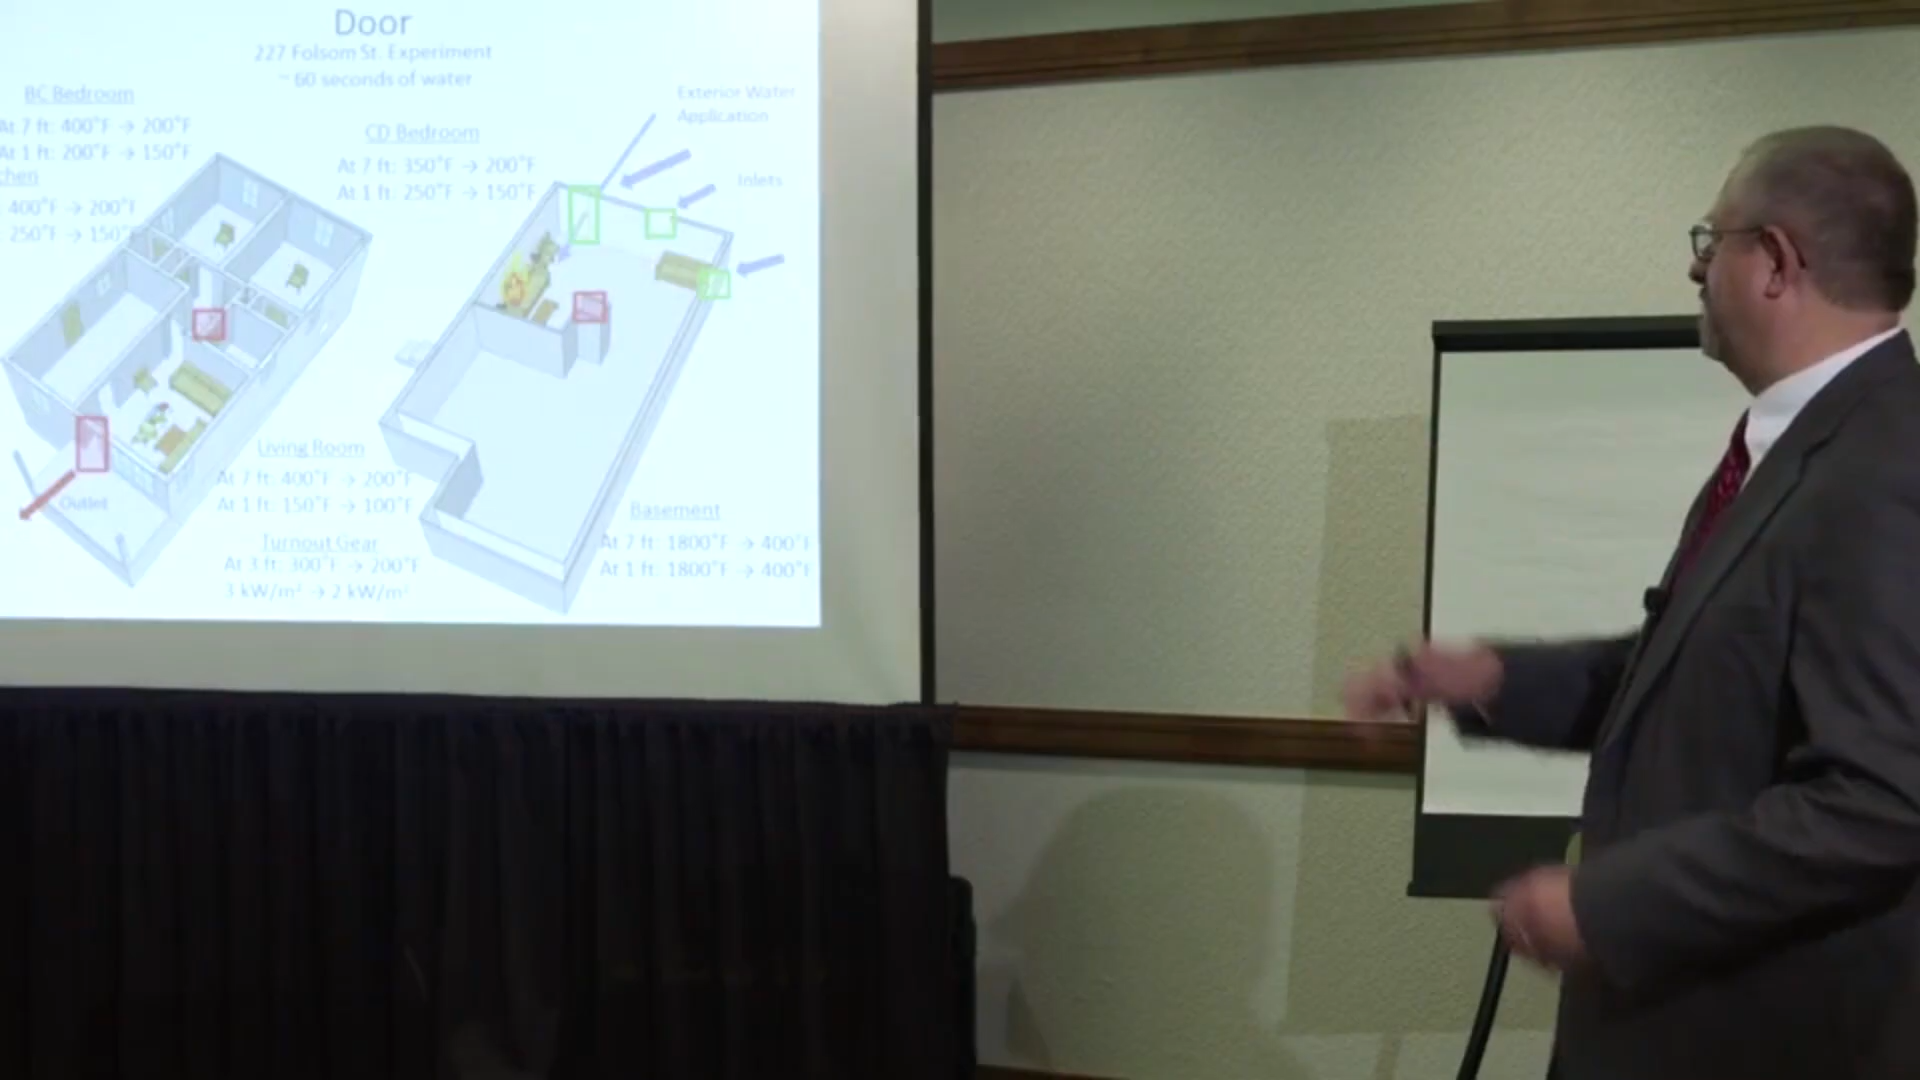 Door
227 Folsom St. Experiment
~ 60 seconds of water
BC Bedroom
At 7 ft: 400°F → 200°F
At 1 ft: 200°F → 150°F
chen
400°F → 200°F
250°F → 150°F
CD Bedroom
At 7 ft: 350°F → 200°F
At 1 ft: 250°F → 150°F
Exterior Water
Application
Inlets
Outlet
Living Room
At 7 ft: 400°F → 200°F
At 1 ft: 150°F → 100°F
Turnout Gear
At 3 ft: 300°F → 200°F
3 kW/m² → 2 kW/m²
Basement
At 7 ft: 1800°F → 400°F
At 1 ft: 1800°F → 400°F